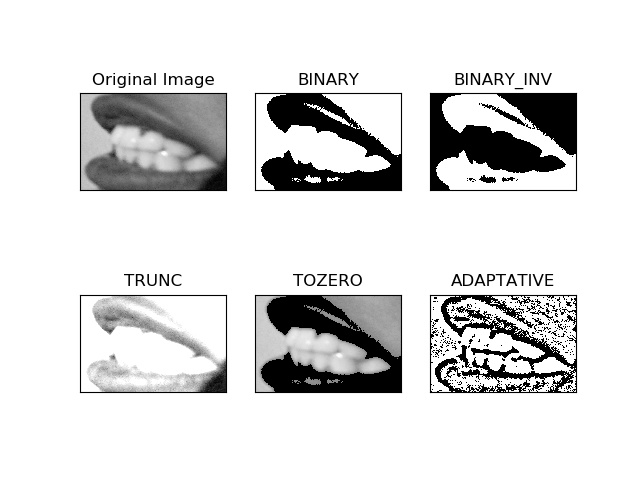 Original Image
BINARY
BINARY_INV
TRUNC
TOZERO
ADAPTATIVE